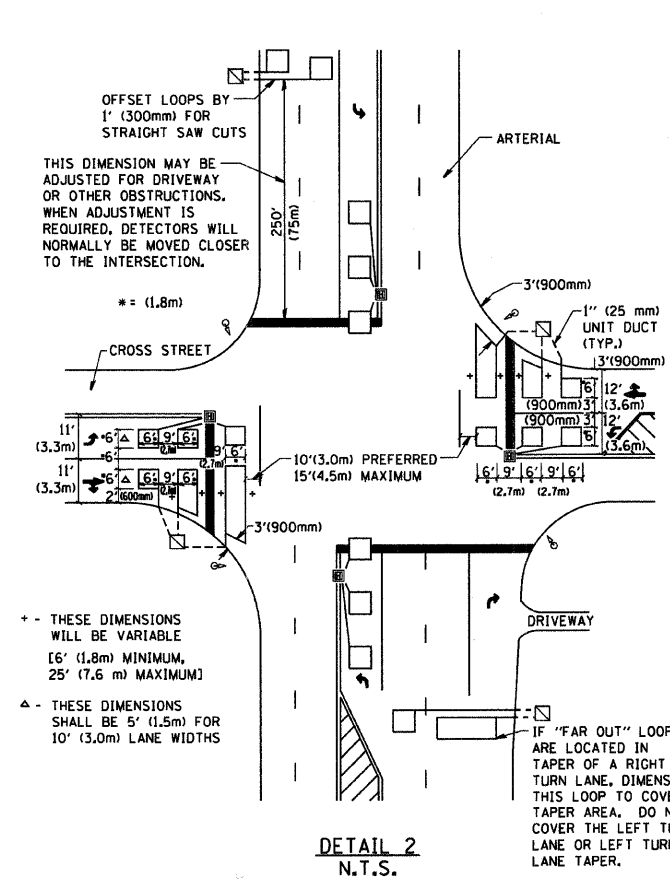 OFFSET LOOPS BY
1' (300mm) FOR
STRAIGHT SAW CUTS
ARTERIAL
THIS DIMENSION MAY BE
ADJUSTED FOR DRIVEWAY
OR OTHER OBSTRUCTIONS.
WHEN ADJUSTMENT IS
REQUIRED, DETECTORS WILL
NORMALLY BE MOVED CLOSER
TO THE INTERSECTION.
250'
(75m)
* = (1.8m)
3'(900mm)
1" (25 mm)
UNIT DUCT
(TYP.)
CROSS STREET
3'(900mm)
6'
12'
(3.6m)
(900mm)3'
(900mm)3'
12'
6'
(3.6m)
11'
(3.3m)
*6'
△
6' 9' 6'
(2.7m)
*6'
9' 6'
(2.7m)
10'(3.0m) PREFERRED
15'(4.5m) MAXIMUM
6' 9' 6' 9' 6'
(2.7m) (2.7m)
11'
(3.3m)
*6'
△
6' 9' 6'
(2.7m)
2' (600mm)
3'(900mm)
+ - THESE DIMENSIONS
WILL BE VARIABLE
[6' (1.8m) MINIMUM,
25' (7.6 m) MAXIMUM]
DRIVEWAY
△ - THESE DIMENSIONS
SHALL BE 5' (1.5m) FOR
10' (3.0m) LANE WIDTHS
IF "FAR OUT" LOOP
ARE LOCATED IN
TAPER OF A RIGHT
TURN LANE, DIMENS
THIS LOOP TO COVE
TAPER AREA. DO N
COVER THE LEFT TU
LANE OR LEFT TUR
LANE TAPER.
DETAIL 2
N.T.S.